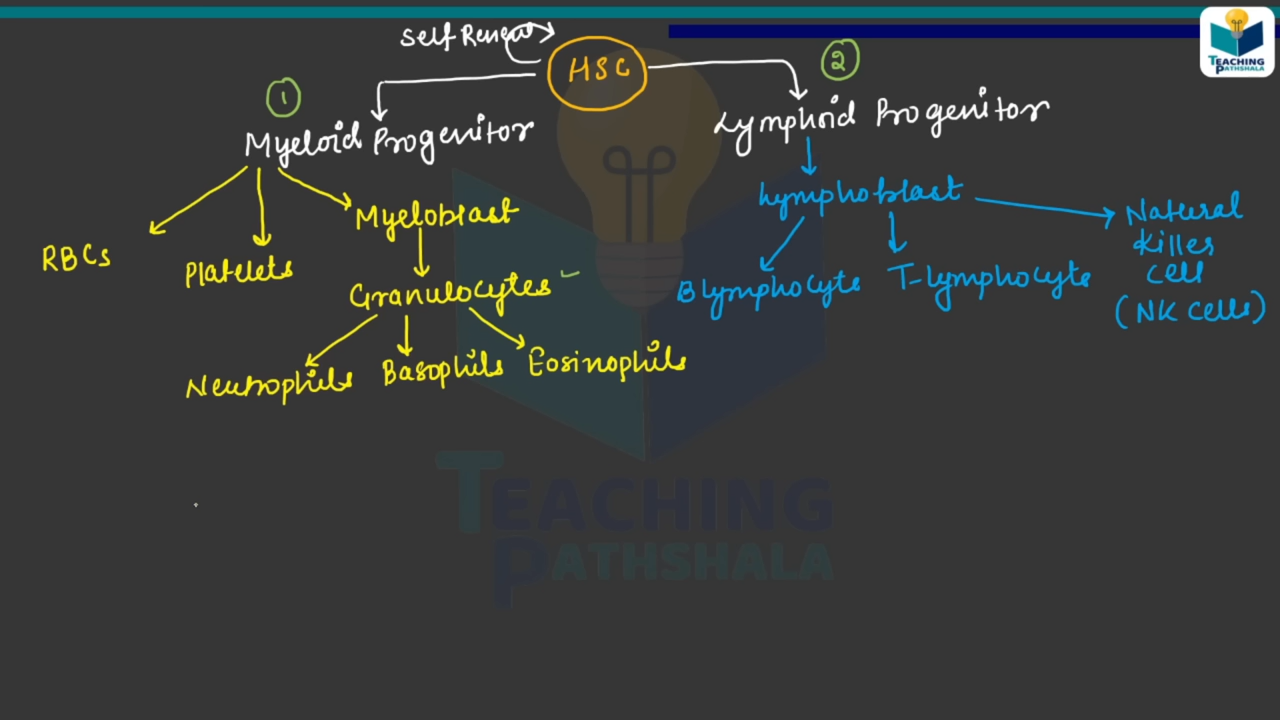 Self Renewal
HSC
①
②
Myeloid Progenitor
Lymphoid Progenitor
RBCs
Platelets
Myeloblast
Granulocytes
Neutrophils
Basophils
Eosinophils
Lymphoblast
B lymphocyte
T-lymphocyte
Natural
Killer
Cell
(NK Cells)
TEACHING
PATHSHALA
TEACHING
PATHSHALA